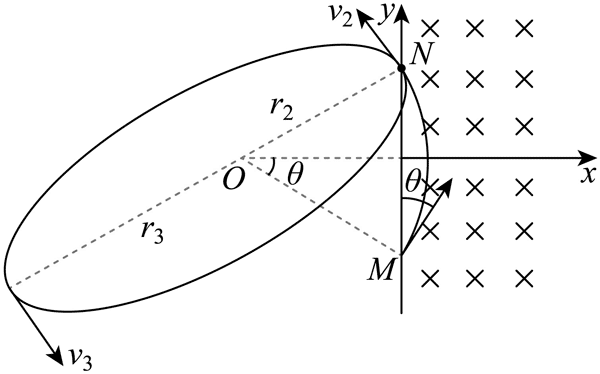 v₂ y
N
r₂
O θ θ x
r₃
M
v₃